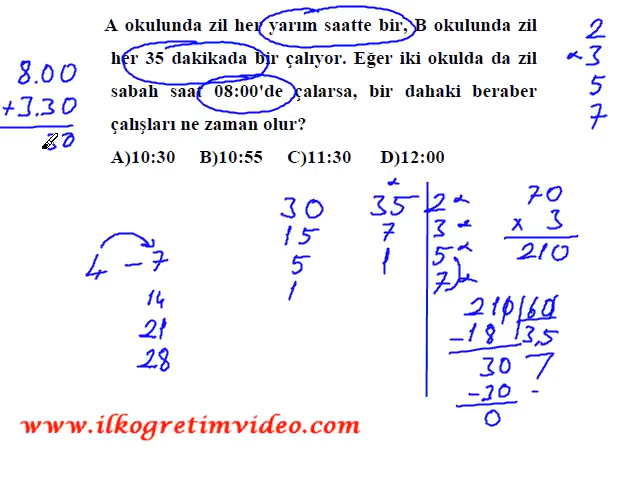 A okulunda zil her yarım saatte bir, B okulunda zil
her 35 dakikada bir çalıyor. Eğer iki okulda da zil
sabah saat 08:00'de çalarsa, bir dahaki beraber
çalışları ne zaman olur?
A)10:30 B)10:55 C)11:30 D)12:00
8.00
+3.30
30
2
×3
5
7
30 35 2
15 7 3
5 1 5
1 7
70
× 3
210
4 – 7
14
21
28
210 60
–18 3,5
30 7
–30
0
www.ilkogretimvideo.com